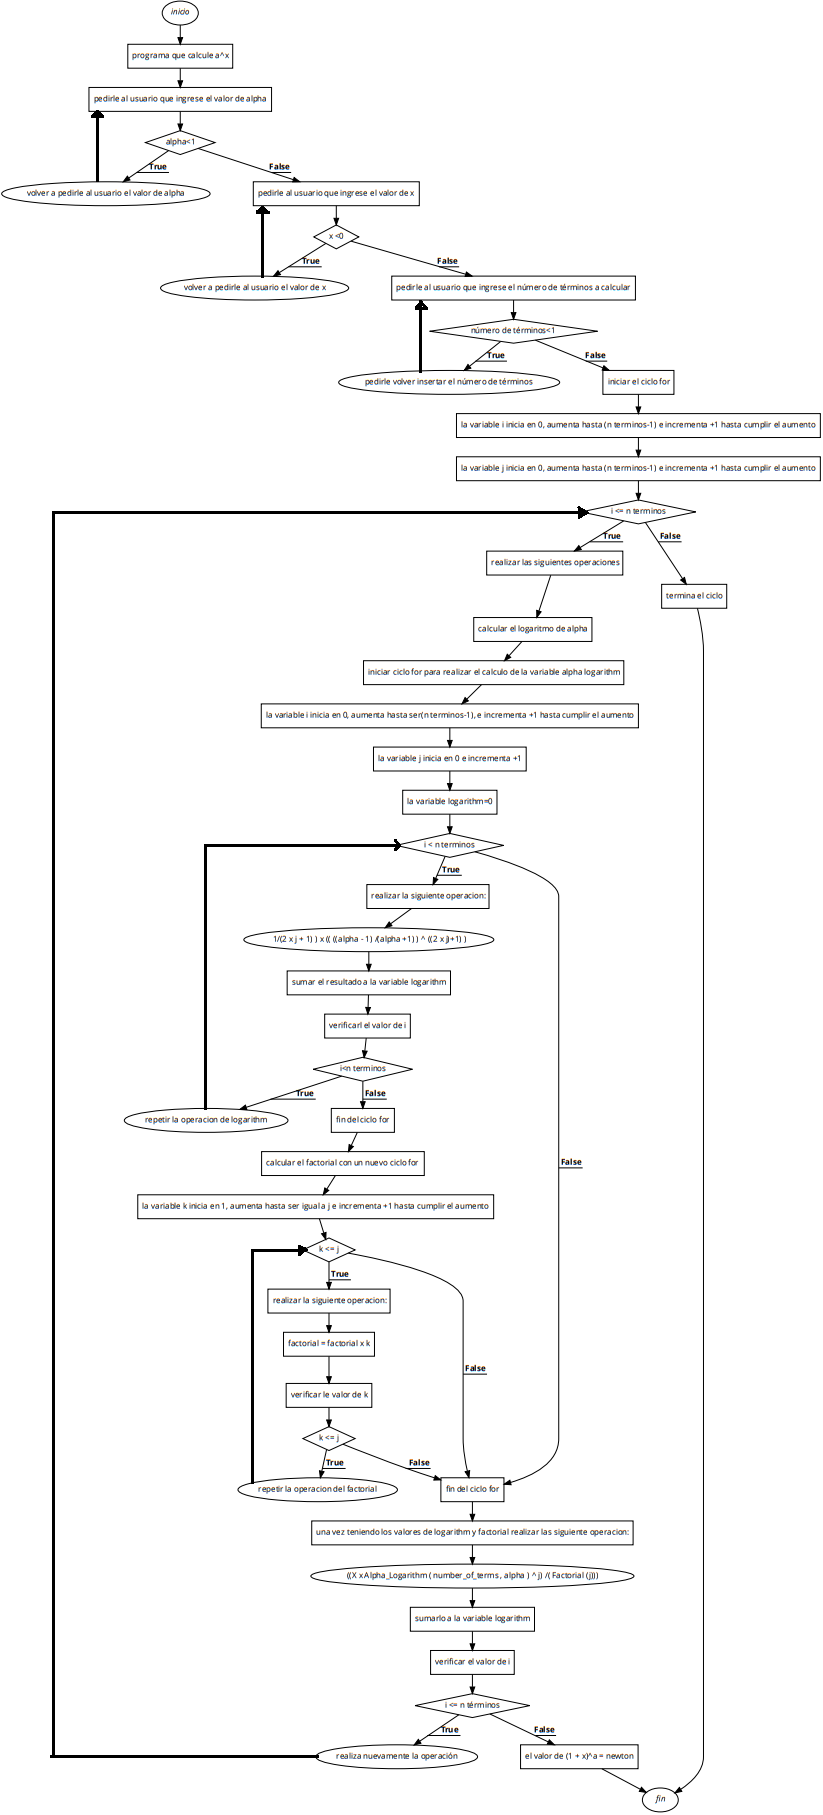 inicio
programa que calcule a^x
pedirle al usuario que ingrese el valor de alpha
alpha<1
True
False
volver a pedirle al usuario el valor de alpha
pedirle al usuario que ingrese el valor de x
x <0
True
False
volver a pedirle al usuario el valor de x
pedirle al usuario que ingrese el número de términos a calcular
número de términos<1
True
False
pedirle volver insertar el número de términos
iniciar el ciclo for
la variable i inicia en 0, aumenta hasta (n terminos-1) e incrementa +1 hasta cumplir el aumento
la variable j inicia en 0, aumenta hasta (n terminos-1) e incrementa +1 hasta cumplir el aumento
i <= n terminos
True
False
realizar las siguientes operaciones
termina el ciclo
calcular el logaritmo de alpha
iniciar ciclo for para realizar el calculo de la variable alpha logarithm
la variable i inicia en 0, aumenta hasta ser(n terminos-1), e incrementa +1 hasta cumplir el aumento
la variable j inicia en 0 e incrementa +1
la variable logarithm=0
i < n terminos
True
realizar la siguiente operacion:
1/(2 x j + 1) ) x (( ((alpha - 1) /(alpha +1) ) ^ ((2 x j)+1) )
sumar el resultado a la variable logarithm
verificarl el valor de i
i<n terminos
True
False
repetir la operacion de logarithm
fin del ciclo for
calcular el factorial con un nuevo ciclo for
False
la variable k inicia en 1, aumenta hasta ser igual a j e incrementa +1 hasta cumplir el aumento
k <= j
True
realizar la siguiente operacion:
factorial = factorial x k
False
verificar le valor de k
k <= j
True
False
repetir la operacion del factorial
fin del ciclo for
una vez teniendo los valores de logarithm y factorial realizar las siguiente operacion:
((X x Alpha_Logarithm ( number_of_terms , alpha ) ^ j) /( Factorial (j)))
sumarlo a la variable logarithm
verificar el valor de i
i <= n términos
True
False
realiza nuevamente la operación
el valor de (1 + x)^a = newton
fin